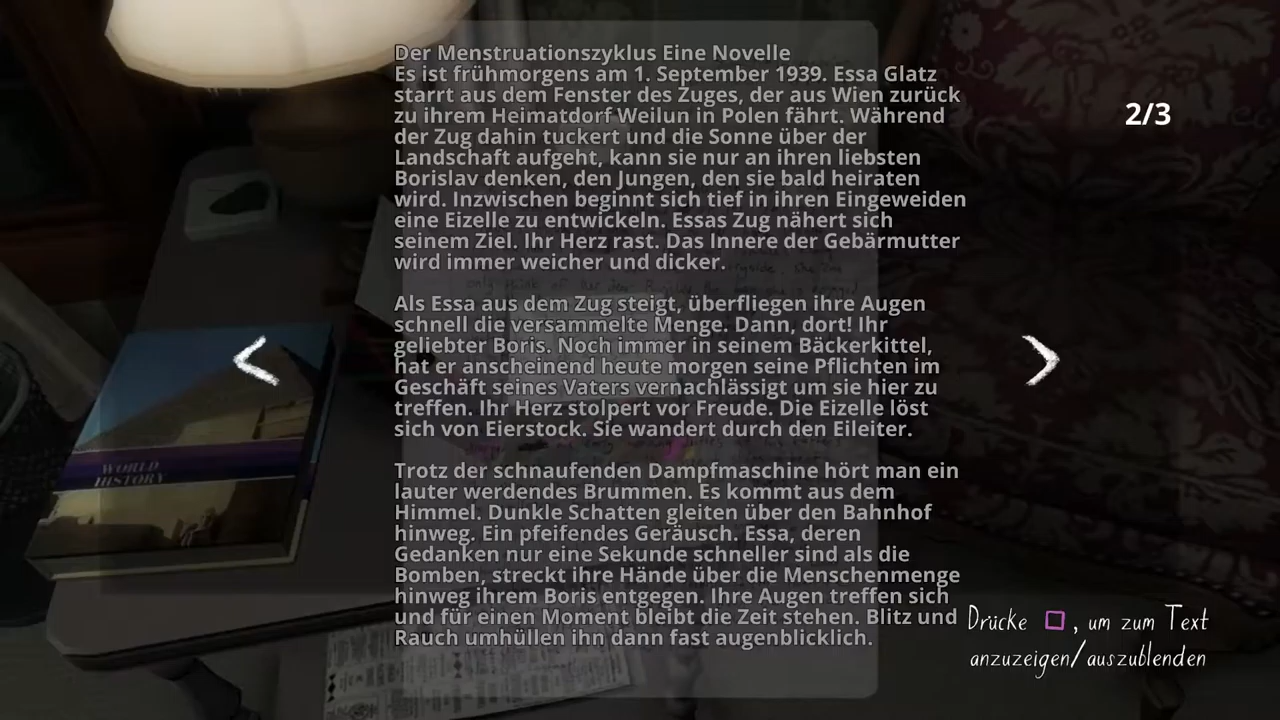 Der Menstruationszyklus Eine Novelle
Es ist frühmorgens am 1. September 1939. Essa Glatz
starrt aus dem Fenster des Zuges, der aus Wien zurück
zu ihrem Heimatdorf Weilun in Polen fährt. Während
der Zug dahin tuckert und die Sonne über der
Landschaft aufgeht, kann sie nur an ihren liebsten
Borislav denken, den Jungen, den sie bald heiraten
wird. Inzwischen beginnt sich tief in ihren Eingeweiden
eine Eizelle zu entwickeln. Essas Zug nähert sich
seinem Ziel. Ihr Herz rast. Das Innere der Gebärmutter
wird immer weicher und dicker.
Als Essa aus dem Zug steigt, überfliegen ihre Augen
schnell die versammelte Menge. Dann, dort! Ihr
geliebter Boris. Noch immer in seinem Bäckerkittel,
hat er anscheinend heute morgen seine Pflichten im
Geschäft seines Vaters vernachlässigt um sie hier zu
treffen. Ihr Herz stolpert vor Freude. Die Eizelle löst
sich von Eierstock. Sie wandert durch den Eileiter.
Trotz der schnaufenden Dampfmaschine hört man ein
lauter werdendes Brummen. Es kommt aus dem
Himmel. Dunkle Schatten gleiten über den Bahnhof
hinweg. Ein pfeifendes Geräusch. Essa, deren
Gedanken nur eine Sekunde schneller sind als die
Bomben, streckt ihre Hände über die Menschenmenge
hinweg ihrem Boris entgegen. Ihre Augen treffen sich
und für einen Moment bleibt die Zeit stehen. Blitz und
Rauch umhüllen ihn dann fast augenblicklich.
2/3
WORLD
HISTORY
Drücke , um zum Text
anzuzeigen/auszublenden